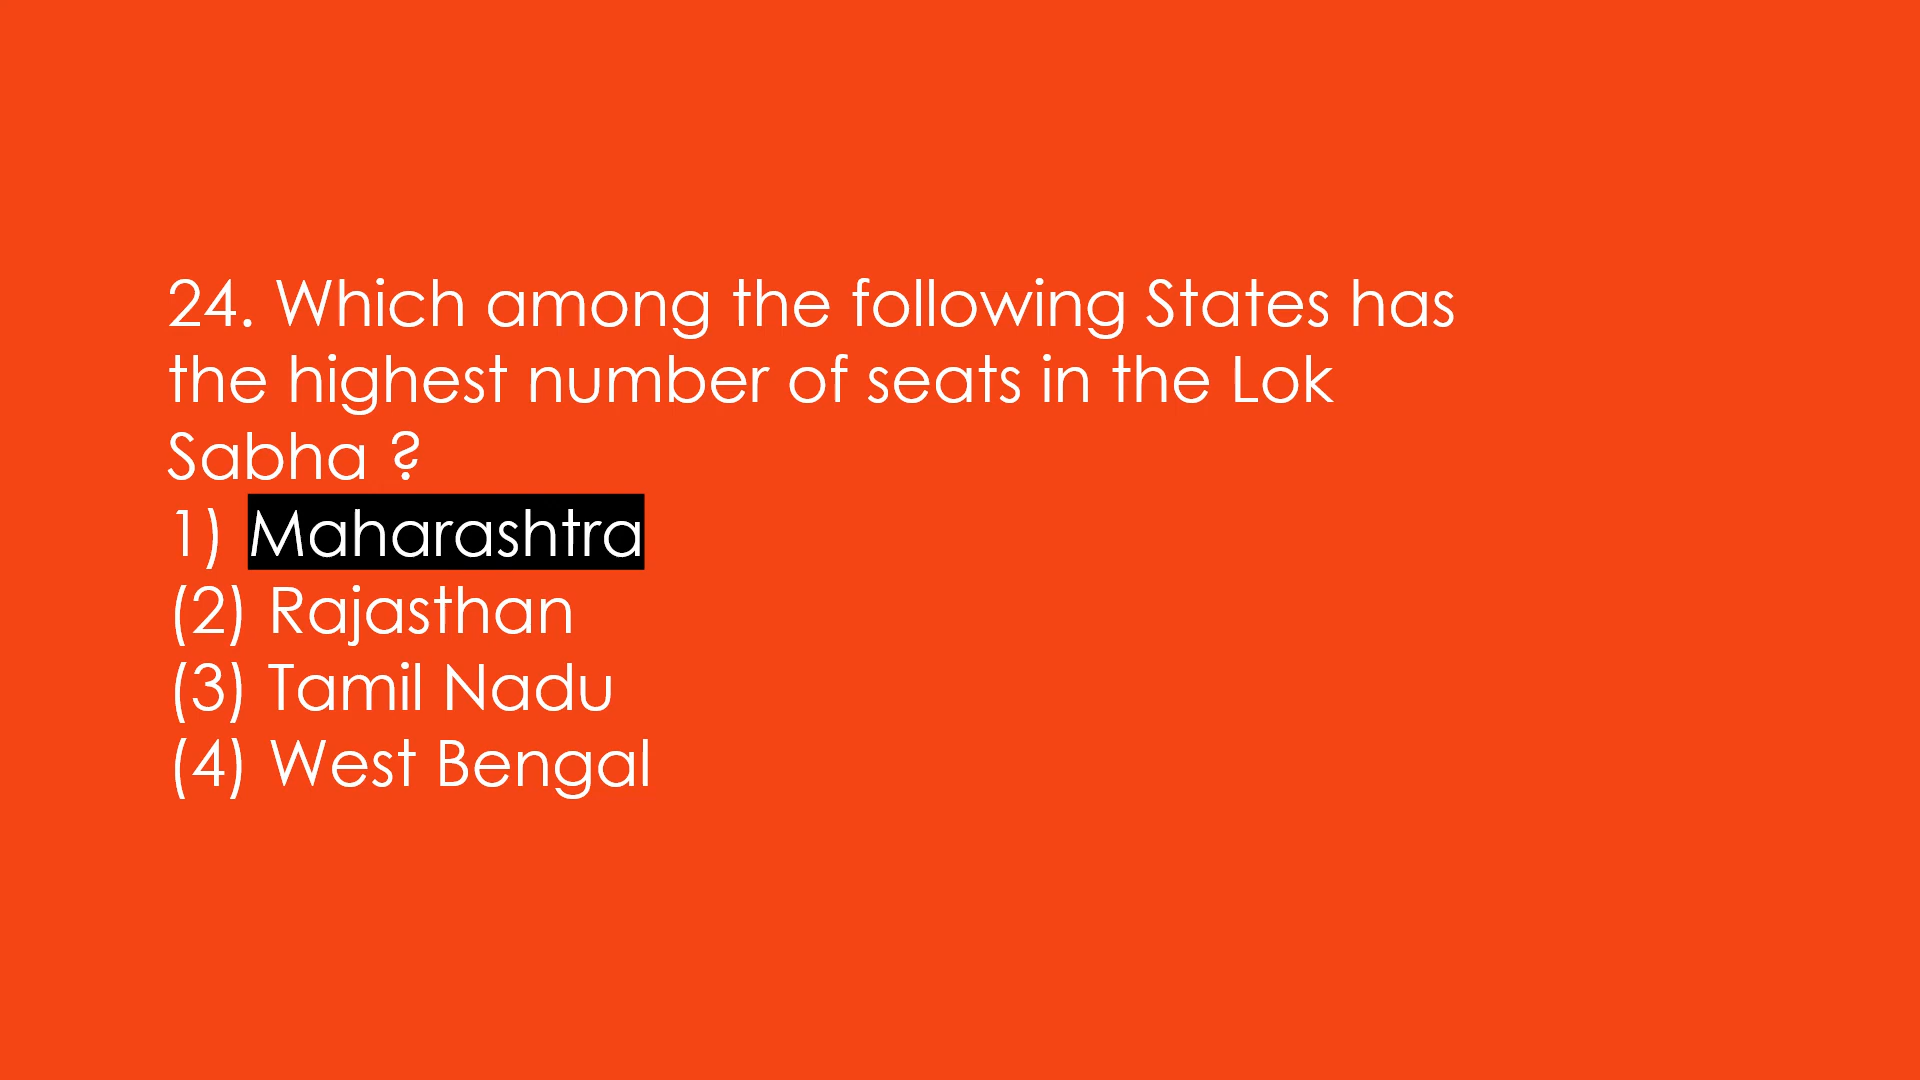 24. Which among the following States has
the highest number of seats in the Lok
Sabha ?
1) Maharashtra
(2) Rajasthan
(3) Tamil Nadu
(4) West Bengal